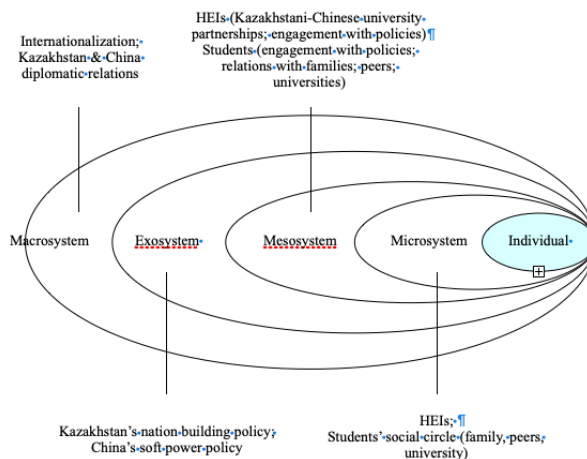 HEIs (Kazakhstani-Chinese university
partnerships; engagement with policies)
Students (engagement with policies;
relations with families; peers;
universities)
Internationalization;
Kazakhstan & China
diplomatic relations
Macrosystem
Exosystem
Mesosystem
Microsystem
Individual
Kazakhstan's nation-building policy;
China's soft power policy
HEIs;
Students' social circle (family, peers,
university)